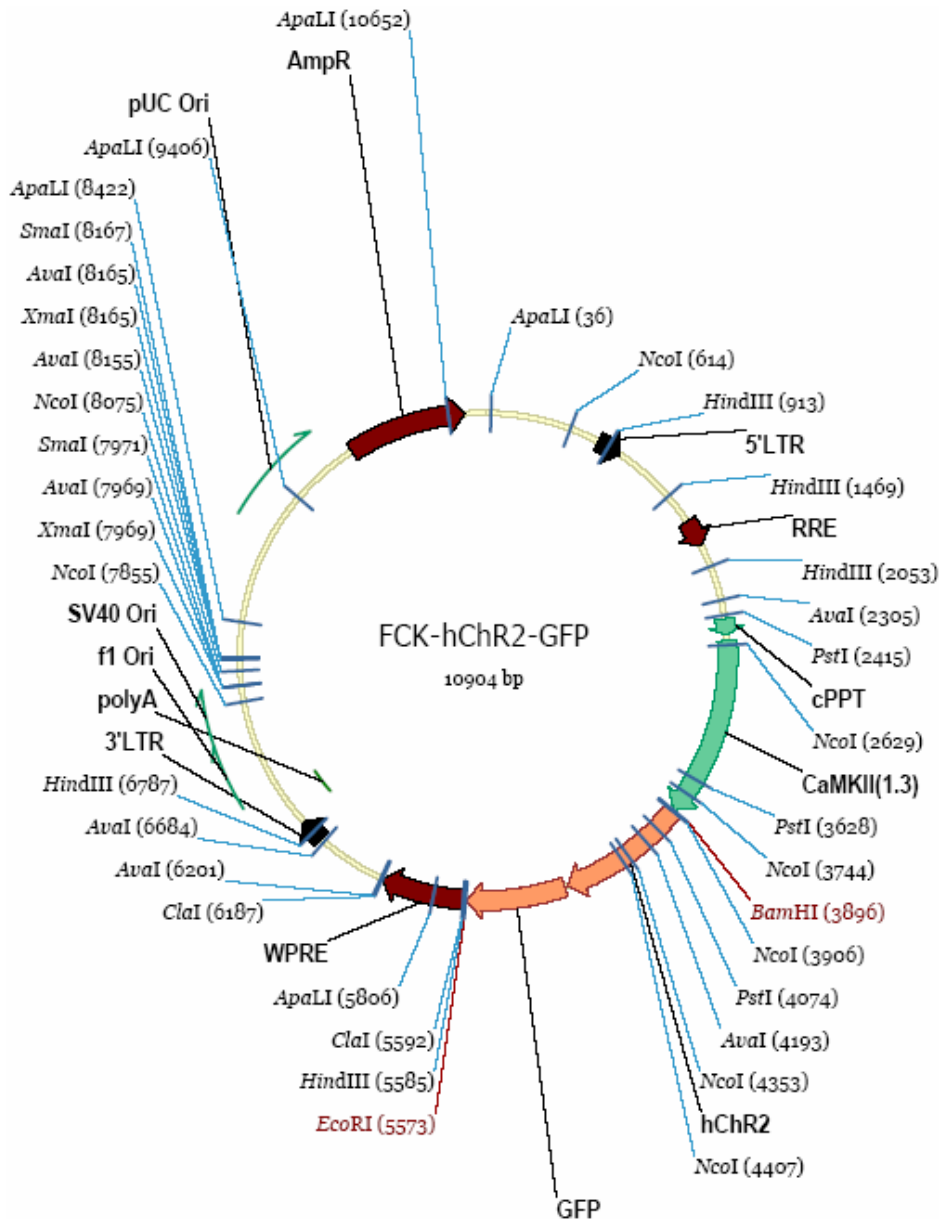 ApaLI (10652)
AmpR
pUC Ori
ApaLI (9406)
ApaLI (8422)
SmaI (8167)
AvaI (8165)
XmaI (8165)
AvaI (8155)
NcoI (8075)
SmaI (7971)
AvaI (7969)
XmaI (7969)
NcoI (7855)
SV40 Ori
f1 Ori
polyA
3'LTR
HindIII (6787)
AvaI (6684)
AvaI (6201)
ClaI (6187)
WPRE
ApaLI (5806)
ClaI (5592)
HindIII (5585)
EcoRI (5573)
FCK-hChR2-GFP
10904 bp
ApaLI (36)
NcoI (614)
HindIII (913)
5'LTR
HindIII (1469)
RRE
HindIII (2053)
AvaI (2305)
PstI (2415)
cPPT
NcoI (2629)
CaMKII(1.3)
PstI (3628)
NcoI (3744)
BamHI (3896)
NcoI (3906)
PstI (4074)
AvaI (4193)
NcoI (4353)
hChR2
NcoI (4407)
GFP